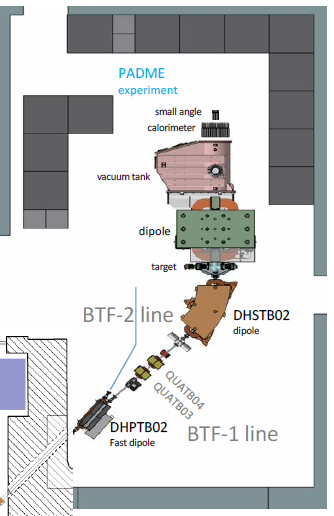 PADME
experiment
small angle
calorimeter
vacuum tank
dipole
target
DHSTB02
dipole
BTF-2 line
QUATB04
QUATB03
DHPTB02
Fast dipole
BTF-1 line